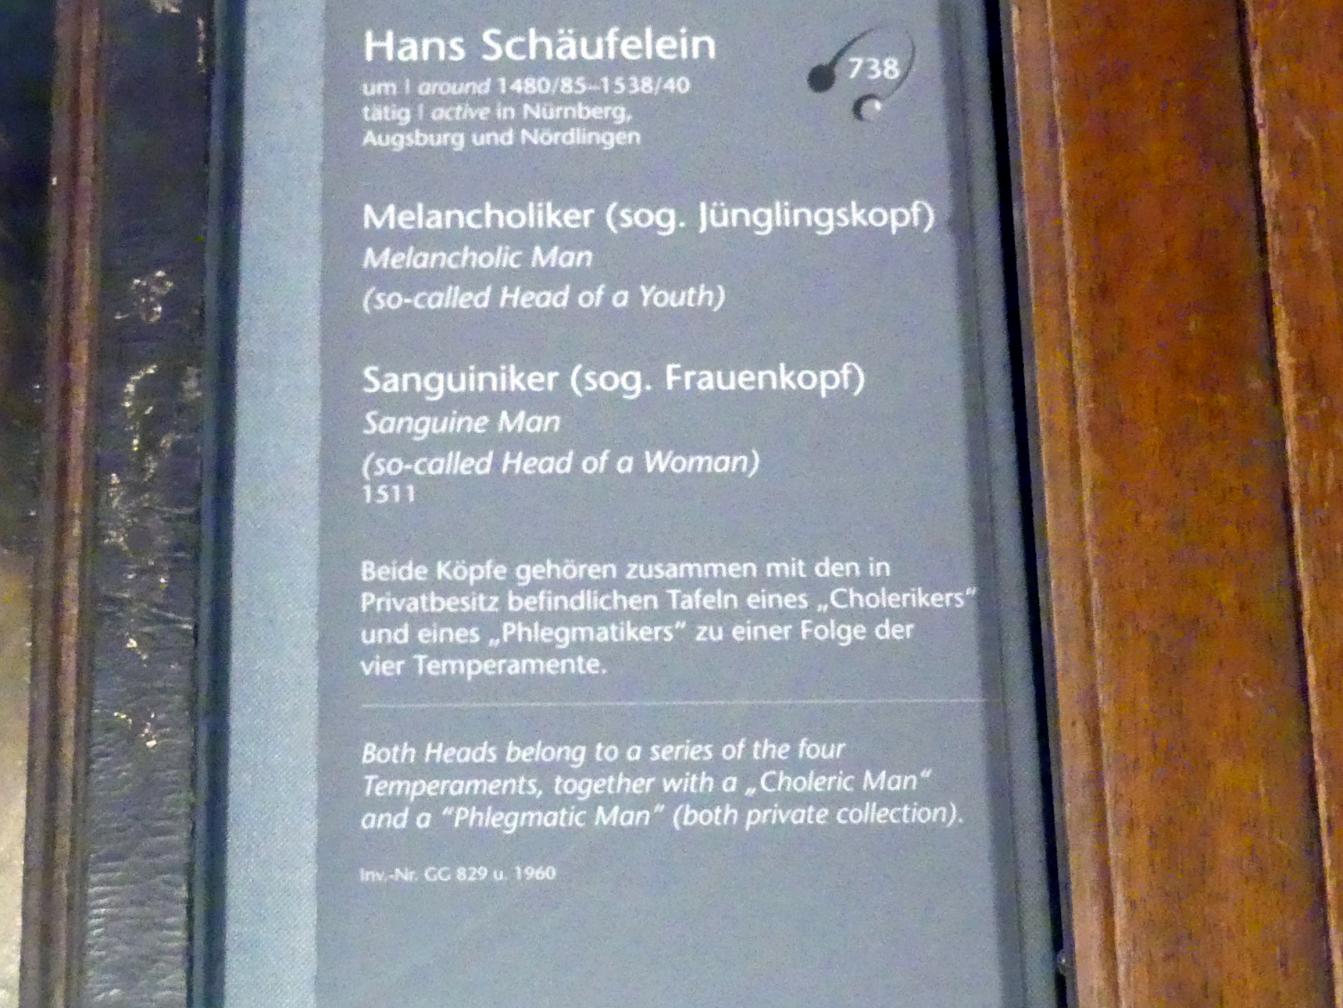 Hans Schäufelein
738
um | around 1480/85–1538/40
tätig | active in Nürnberg,
Augsburg und Nördlingen
Melancholiker (sog. Jünglingskopf)
Melancholic Man
(so-called Head of a Youth)
Sanguiniker (sog. Frauenkopf)
Sanguine Man
(so-called Head of a Woman)
1511
Beide Köpfe gehören zusammen mit den in
Privatbesitz befindlichen Tafeln eines „Cholerikers“
und eines „Phlegmatikers“ zu einer Folge der
vier Temperamente.
Both Heads belong to a series of the four
Temperaments, together with a „Choleric Man“
and a “Phlegmatic Man” (both private collection).
Inv.-Nr. GG 829 u. 1960